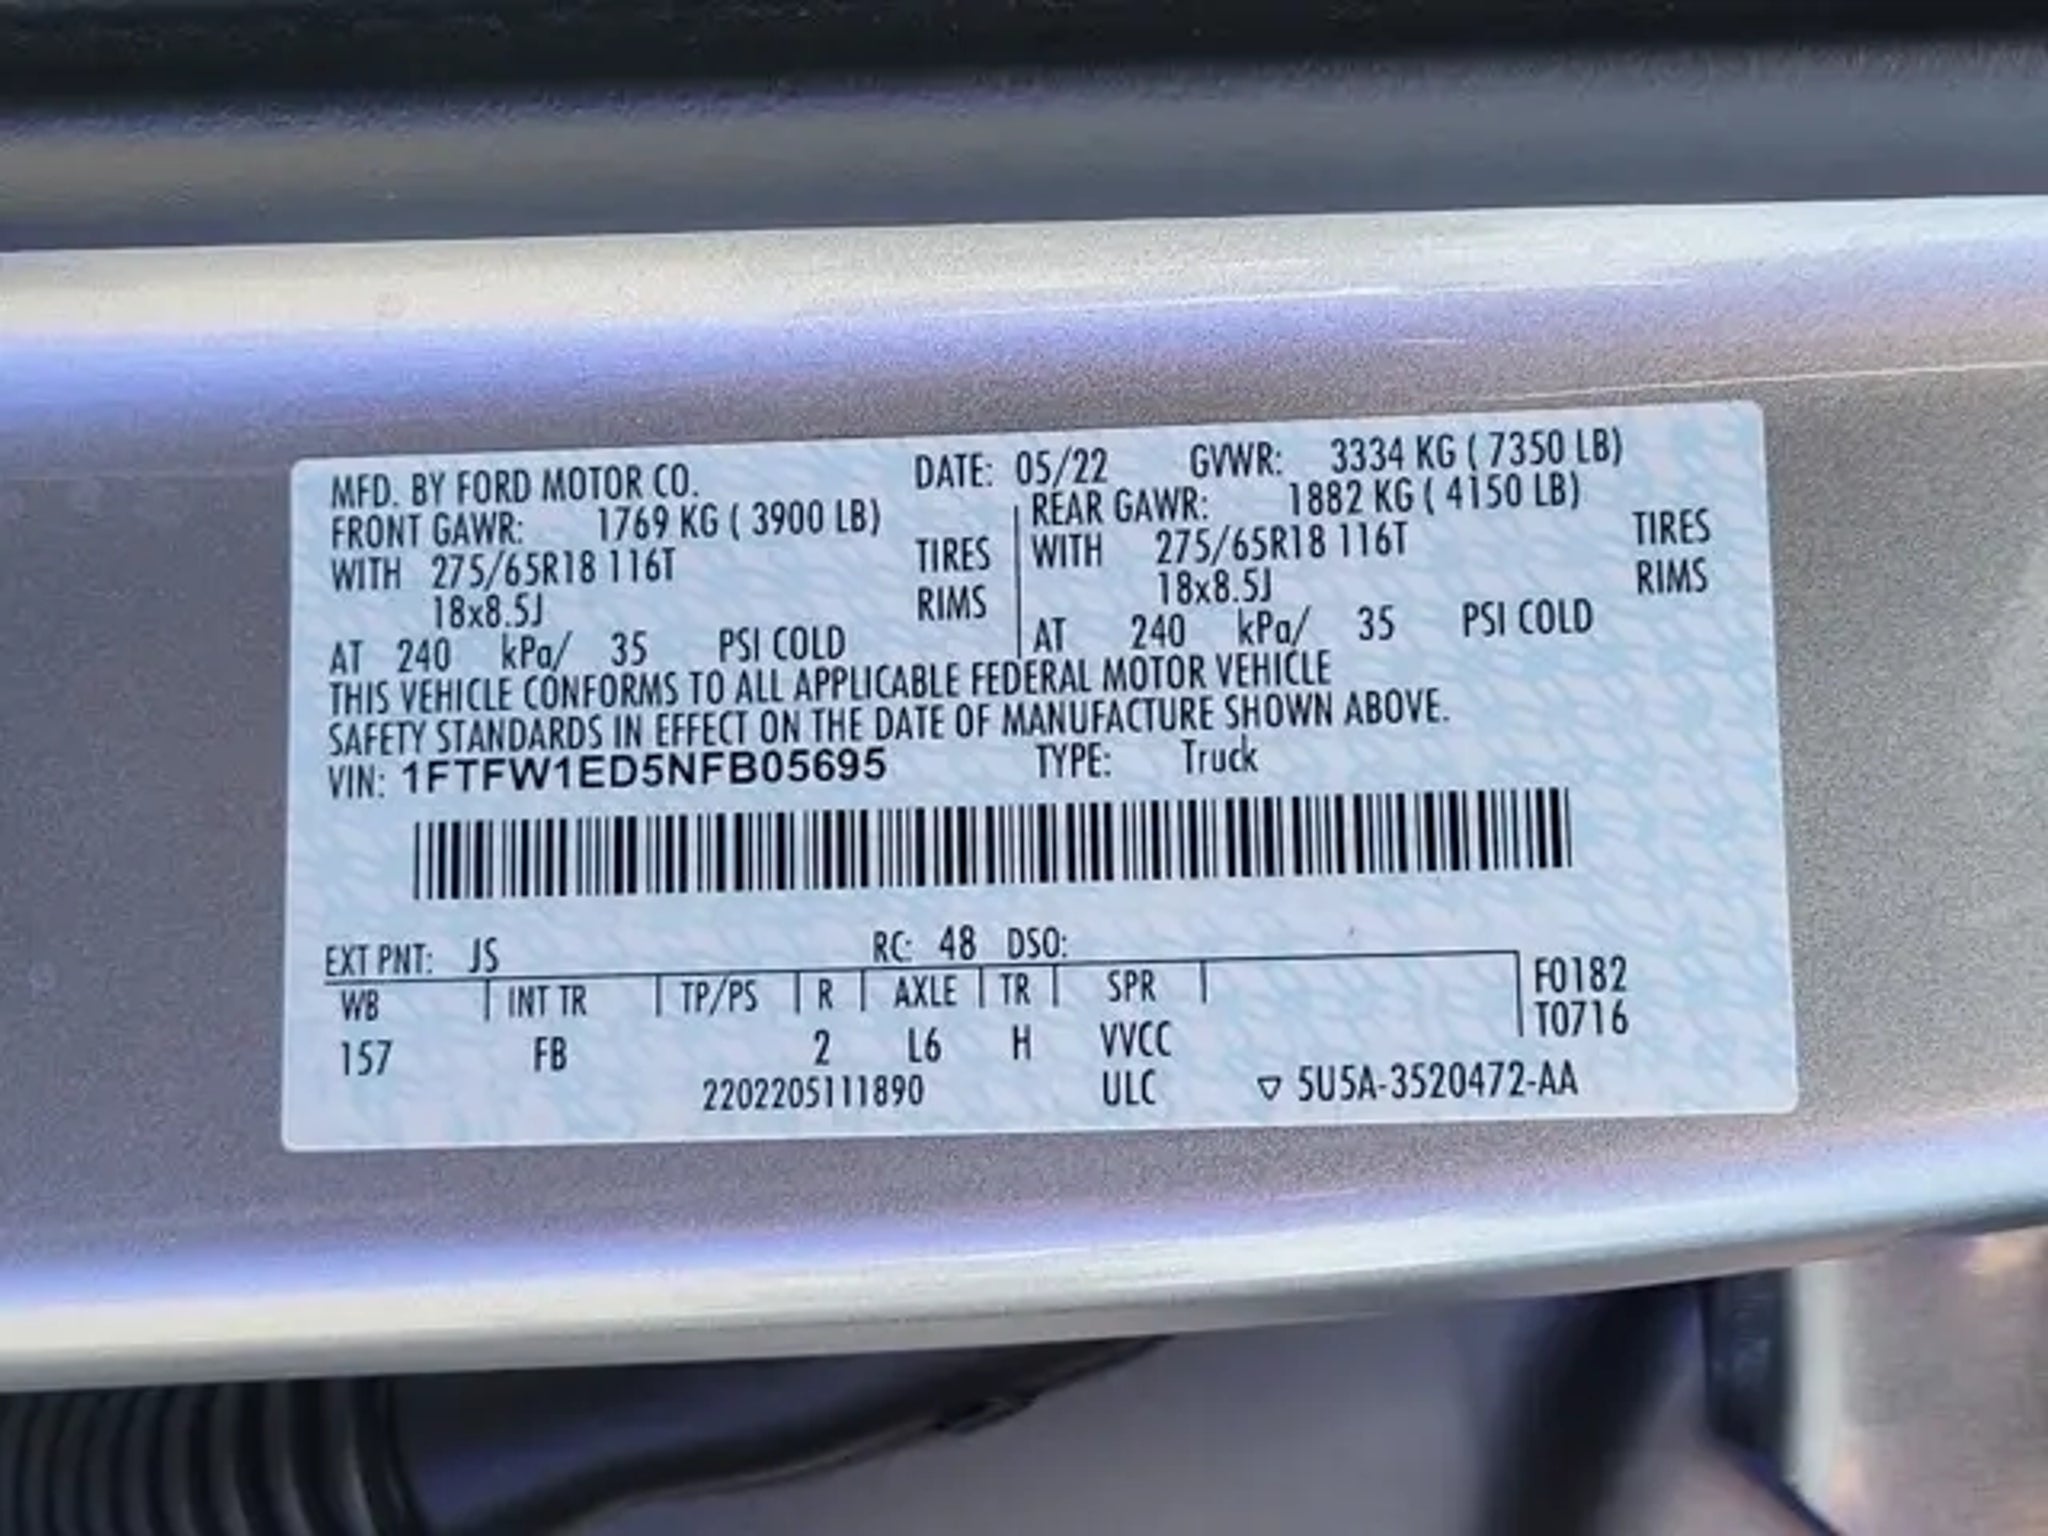 MFD. BY FORD MOTOR CO. DATE: 05/22 GVWR: 3334 KG ( 7350 LB)
FRONT GAWR: 1769 KG ( 3900 LB) REAR GAWR: 1882 KG ( 4150 LB)
WITH 275/65R18 116T TIRES WITH 275/65R18 116T TIRES
18x8.5J RIMS 18x8.5J RIMS
AT 240 kPa/ 35 PSI COLD AT 240 kPa/ 35 PSI COLD
THIS VEHICLE CONFORMS TO ALL APPLICABLE FEDERAL MOTOR VEHICLE
SAFETY STANDARDS IN EFFECT ON THE DATE OF MANUFACTURE SHOWN ABOVE.
VIN: 1FTFW1ED5NFB05695 TYPE: Truck
EXT PNT: JS RC: 48 DSO:
WB INT TR TP/PS R AXLE TR SPR F0182
T0716
157 FB 2 L6 H VVCC
2202205111890 ULC ▽ 5U5A-3520472-AA